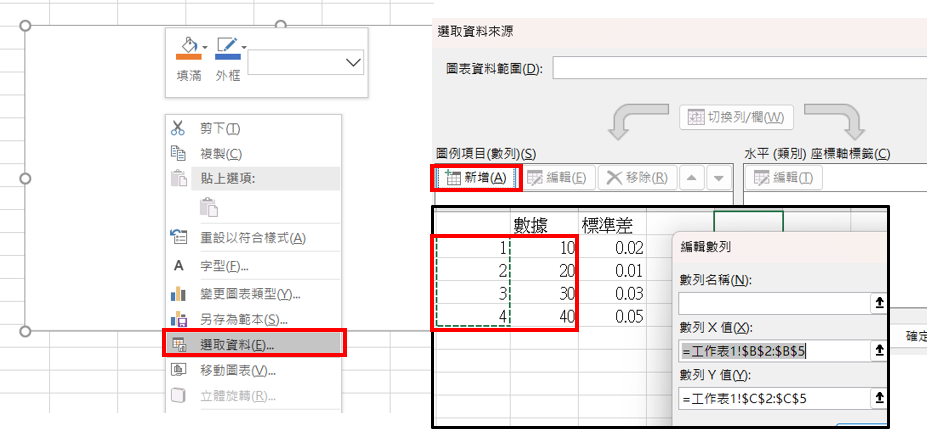 填滿 外框
剪下(T)
複製(C)
貼上選項:
重設以符合樣式(A)
A 字型(F)...
變更圖表類型(Y)...
另存為範本(S)...
選取資料(E)...
移動圖表(V)...
立體旋轉(R)...
選取資料來源
圖表資料範圍(D):
切換列/欄(W)
圖例項目(數列)(S)
新增(A) 編輯(E) 移除(R)
水平 (類別) 座標軸標籤(C)
編輯(T)
數據 標準差
1 10 0.02
2 20 0.01
3 30 0.03
4 40 0.05
編輯數列
數列名稱(N):
數列 X 值(X):
=工作表1!$B$2:$B$5
數列 Y 值(Y):
=工作表1!$C$2:$C$5
確定